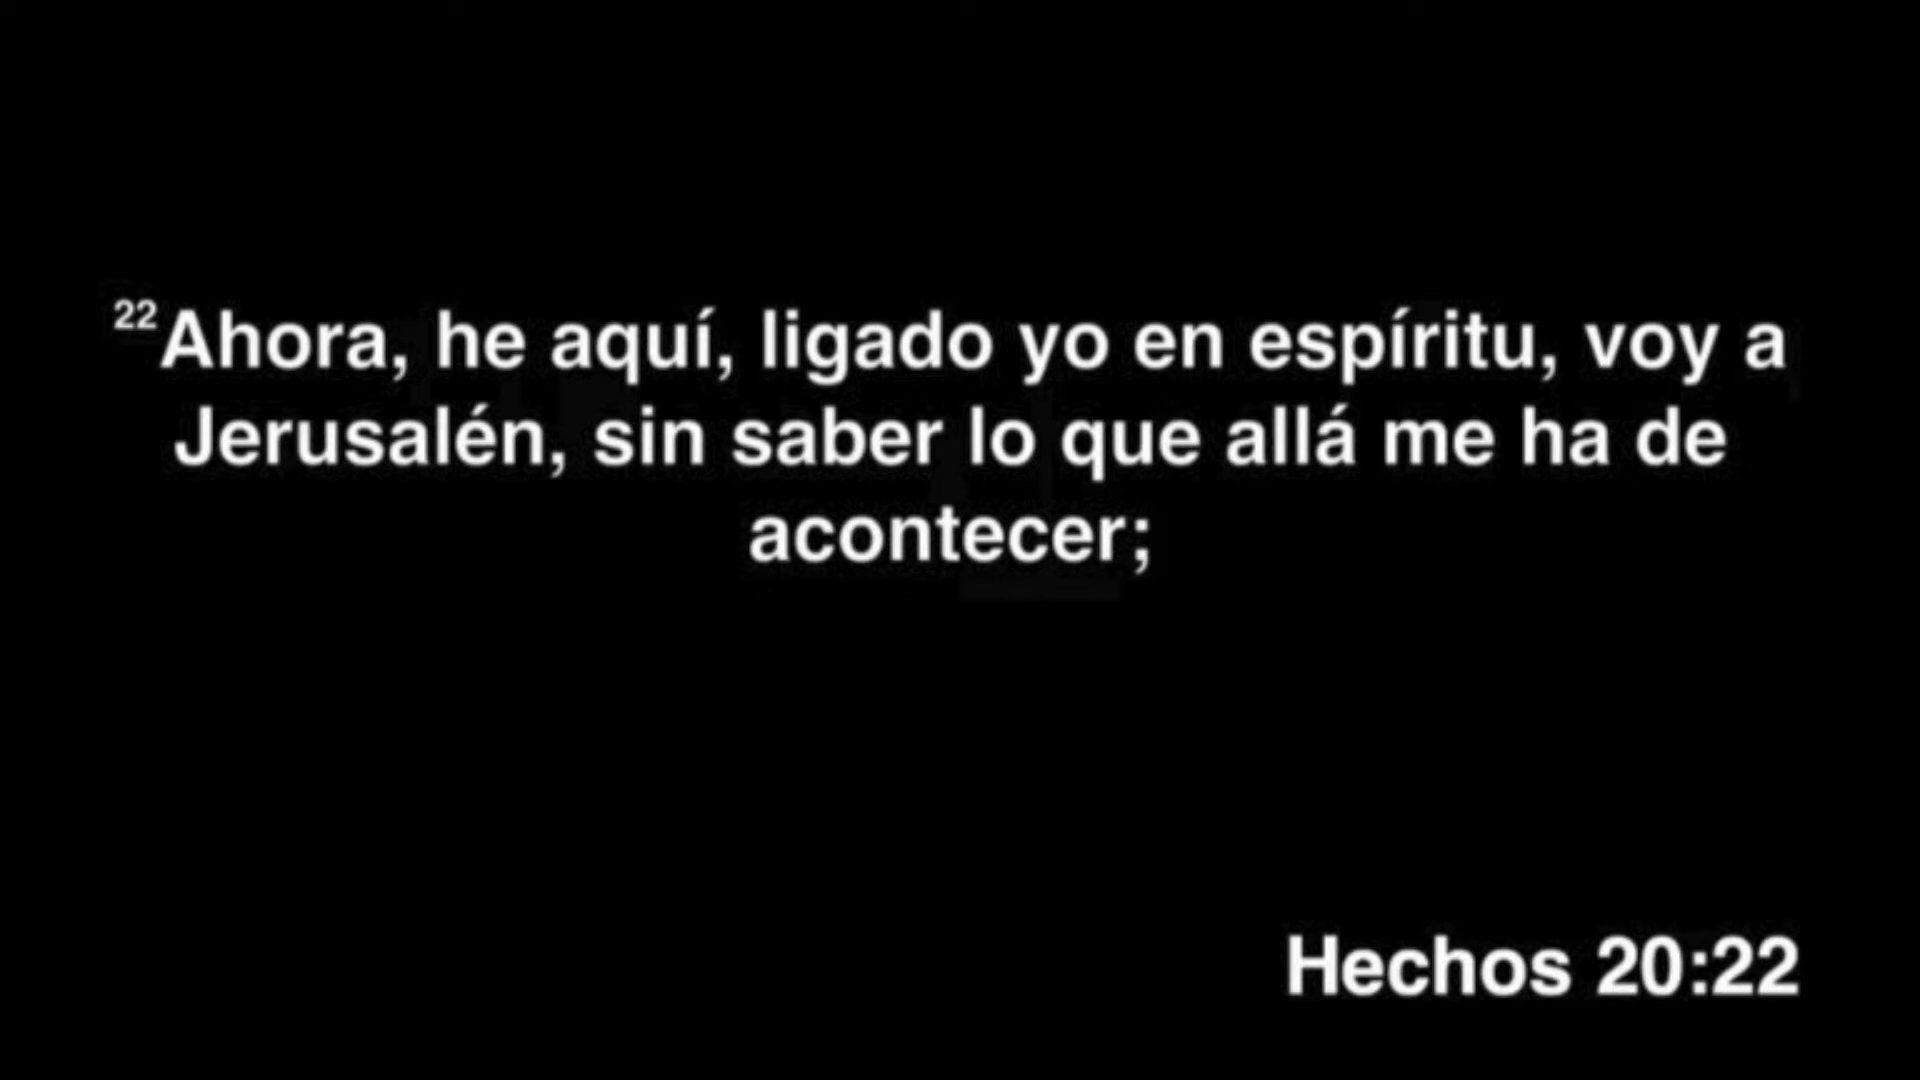 22Ahora, he aquí, ligado yo en espíritu, voy a
Jerusalén, sin saber lo que allá me ha de
acontecer;
Hechos 20:22